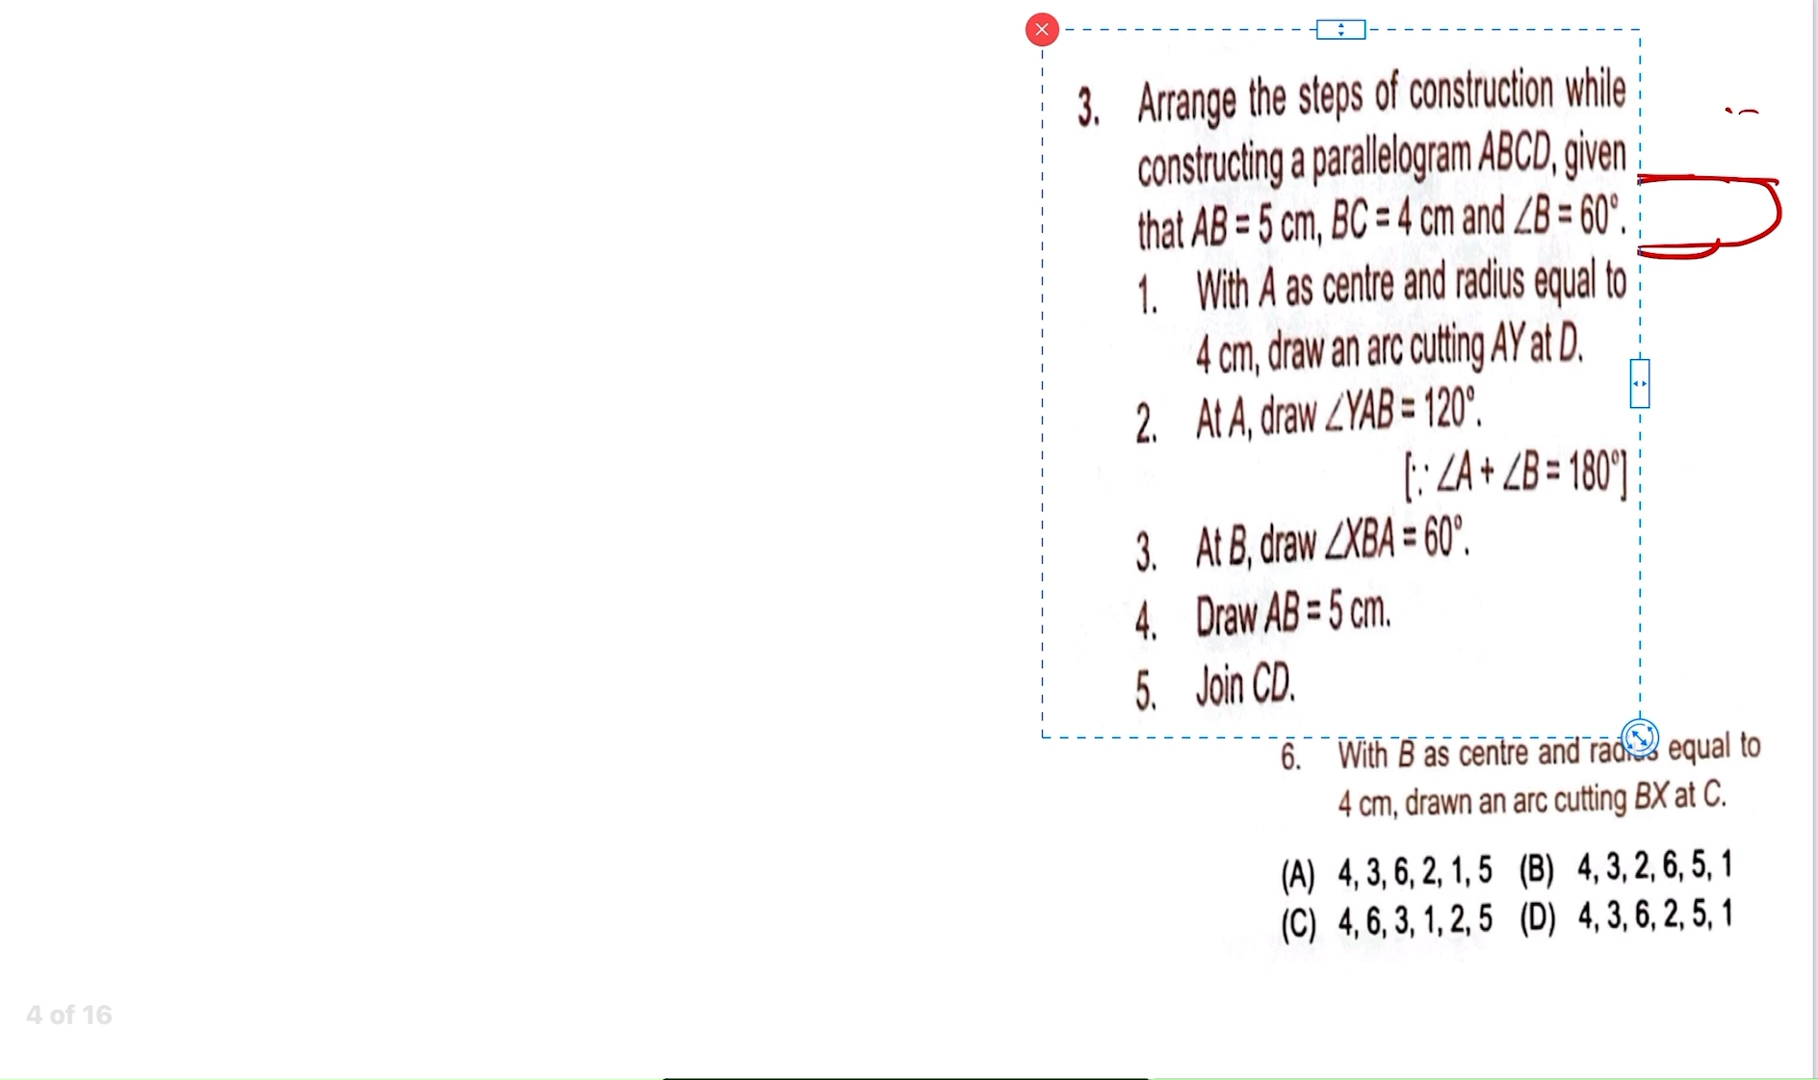 3. Arrange the steps of construction while
constructing a parallelogram ABCD, given
that AB = 5 cm, BC = 4 cm and ∠B = 60°.
1. With A as centre and radius equal to
4 cm, draw an arc cutting AY at D.
2. At A, draw ∠YAB = 120°.
[∵ ∠A + ∠B = 180°]
3. At B, draw ∠XBA = 60°.
4. Draw AB = 5 cm.
5. Join CD.
6. With B as centre and radius equal to
4 cm, drawn an arc cutting BX at C.
(A) 4, 3, 6, 2, 1, 5 (B) 4, 3, 2, 6, 5, 1
(C) 4, 6, 3, 1, 2, 5 (D) 4, 3, 6, 2, 5, 1
4 of 16